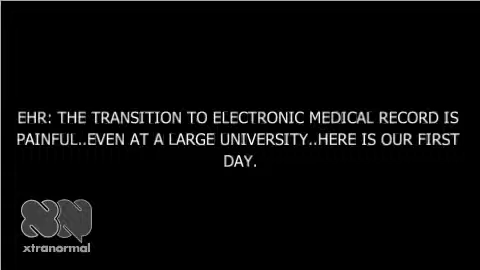 EHR: THE TRANSITION TO ELECTRONIC MEDICAL RECORD IS
PAINFUL..EVEN AT A LARGE UNIVERSITY..HERE IS OUR FIRST
DAY.
XN
xtranormal